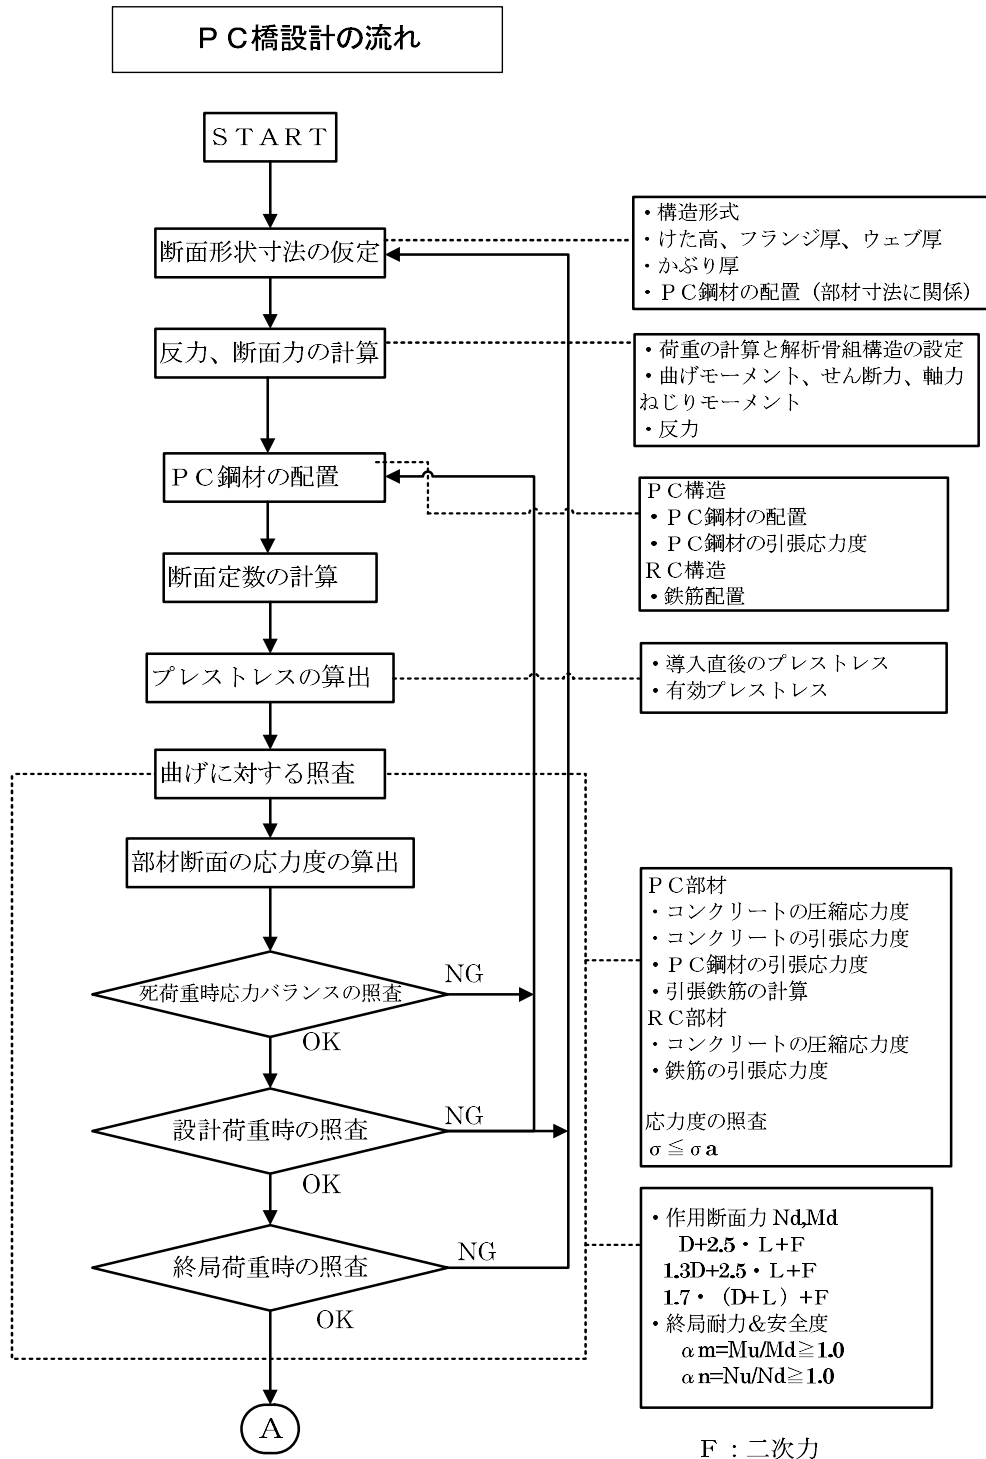 ＰＣ橋設計の流れ
ＳＴＡＲＴ
断面形状寸法の仮定
・構造形式
・けた高、フランジ厚、ウェブ厚
・かぶり厚
・ＰＣ鋼材の配置（部材寸法に関係）
反力、断面力の計算
・荷重の計算と解析骨組構造の設定
・曲げモーメント、せん断力、軸力
ねじりモーメント
・反力
ＰＣ鋼材の配置
ＰＣ構造
・ＰＣ鋼材の配置
・ＰＣ鋼材の引張応力度
ＲＣ構造
・鉄筋配置
断面定数の計算
プレストレスの算出
・導入直後のプレストレス
・有効プレストレス
曲げに対する照査
部材断面の応力度の算出
ＰＣ部材
・コンクリートの圧縮応力度
・コンクリートの引張応力度
・ＰＣ鋼材の引張応力度
・引張鉄筋の計算
ＲＣ部材
・コンクリートの圧縮応力度
・鉄筋の引張応力度
応力度の照査
σ≦σa
死荷重時応力バランスの照査
NG
OK
設計荷重時の照査
NG
OK
終局荷重時の照査
NG
OK
・作用断面力 Nd,Md
D+2.5・L+F
1.3D+2.5・L+F
1.7・（D+L）+F
・終局耐力＆安全度
αm=Mu/Md≧1.0
αn=Nu/Nd≧1.0
A
Ｆ：二次力